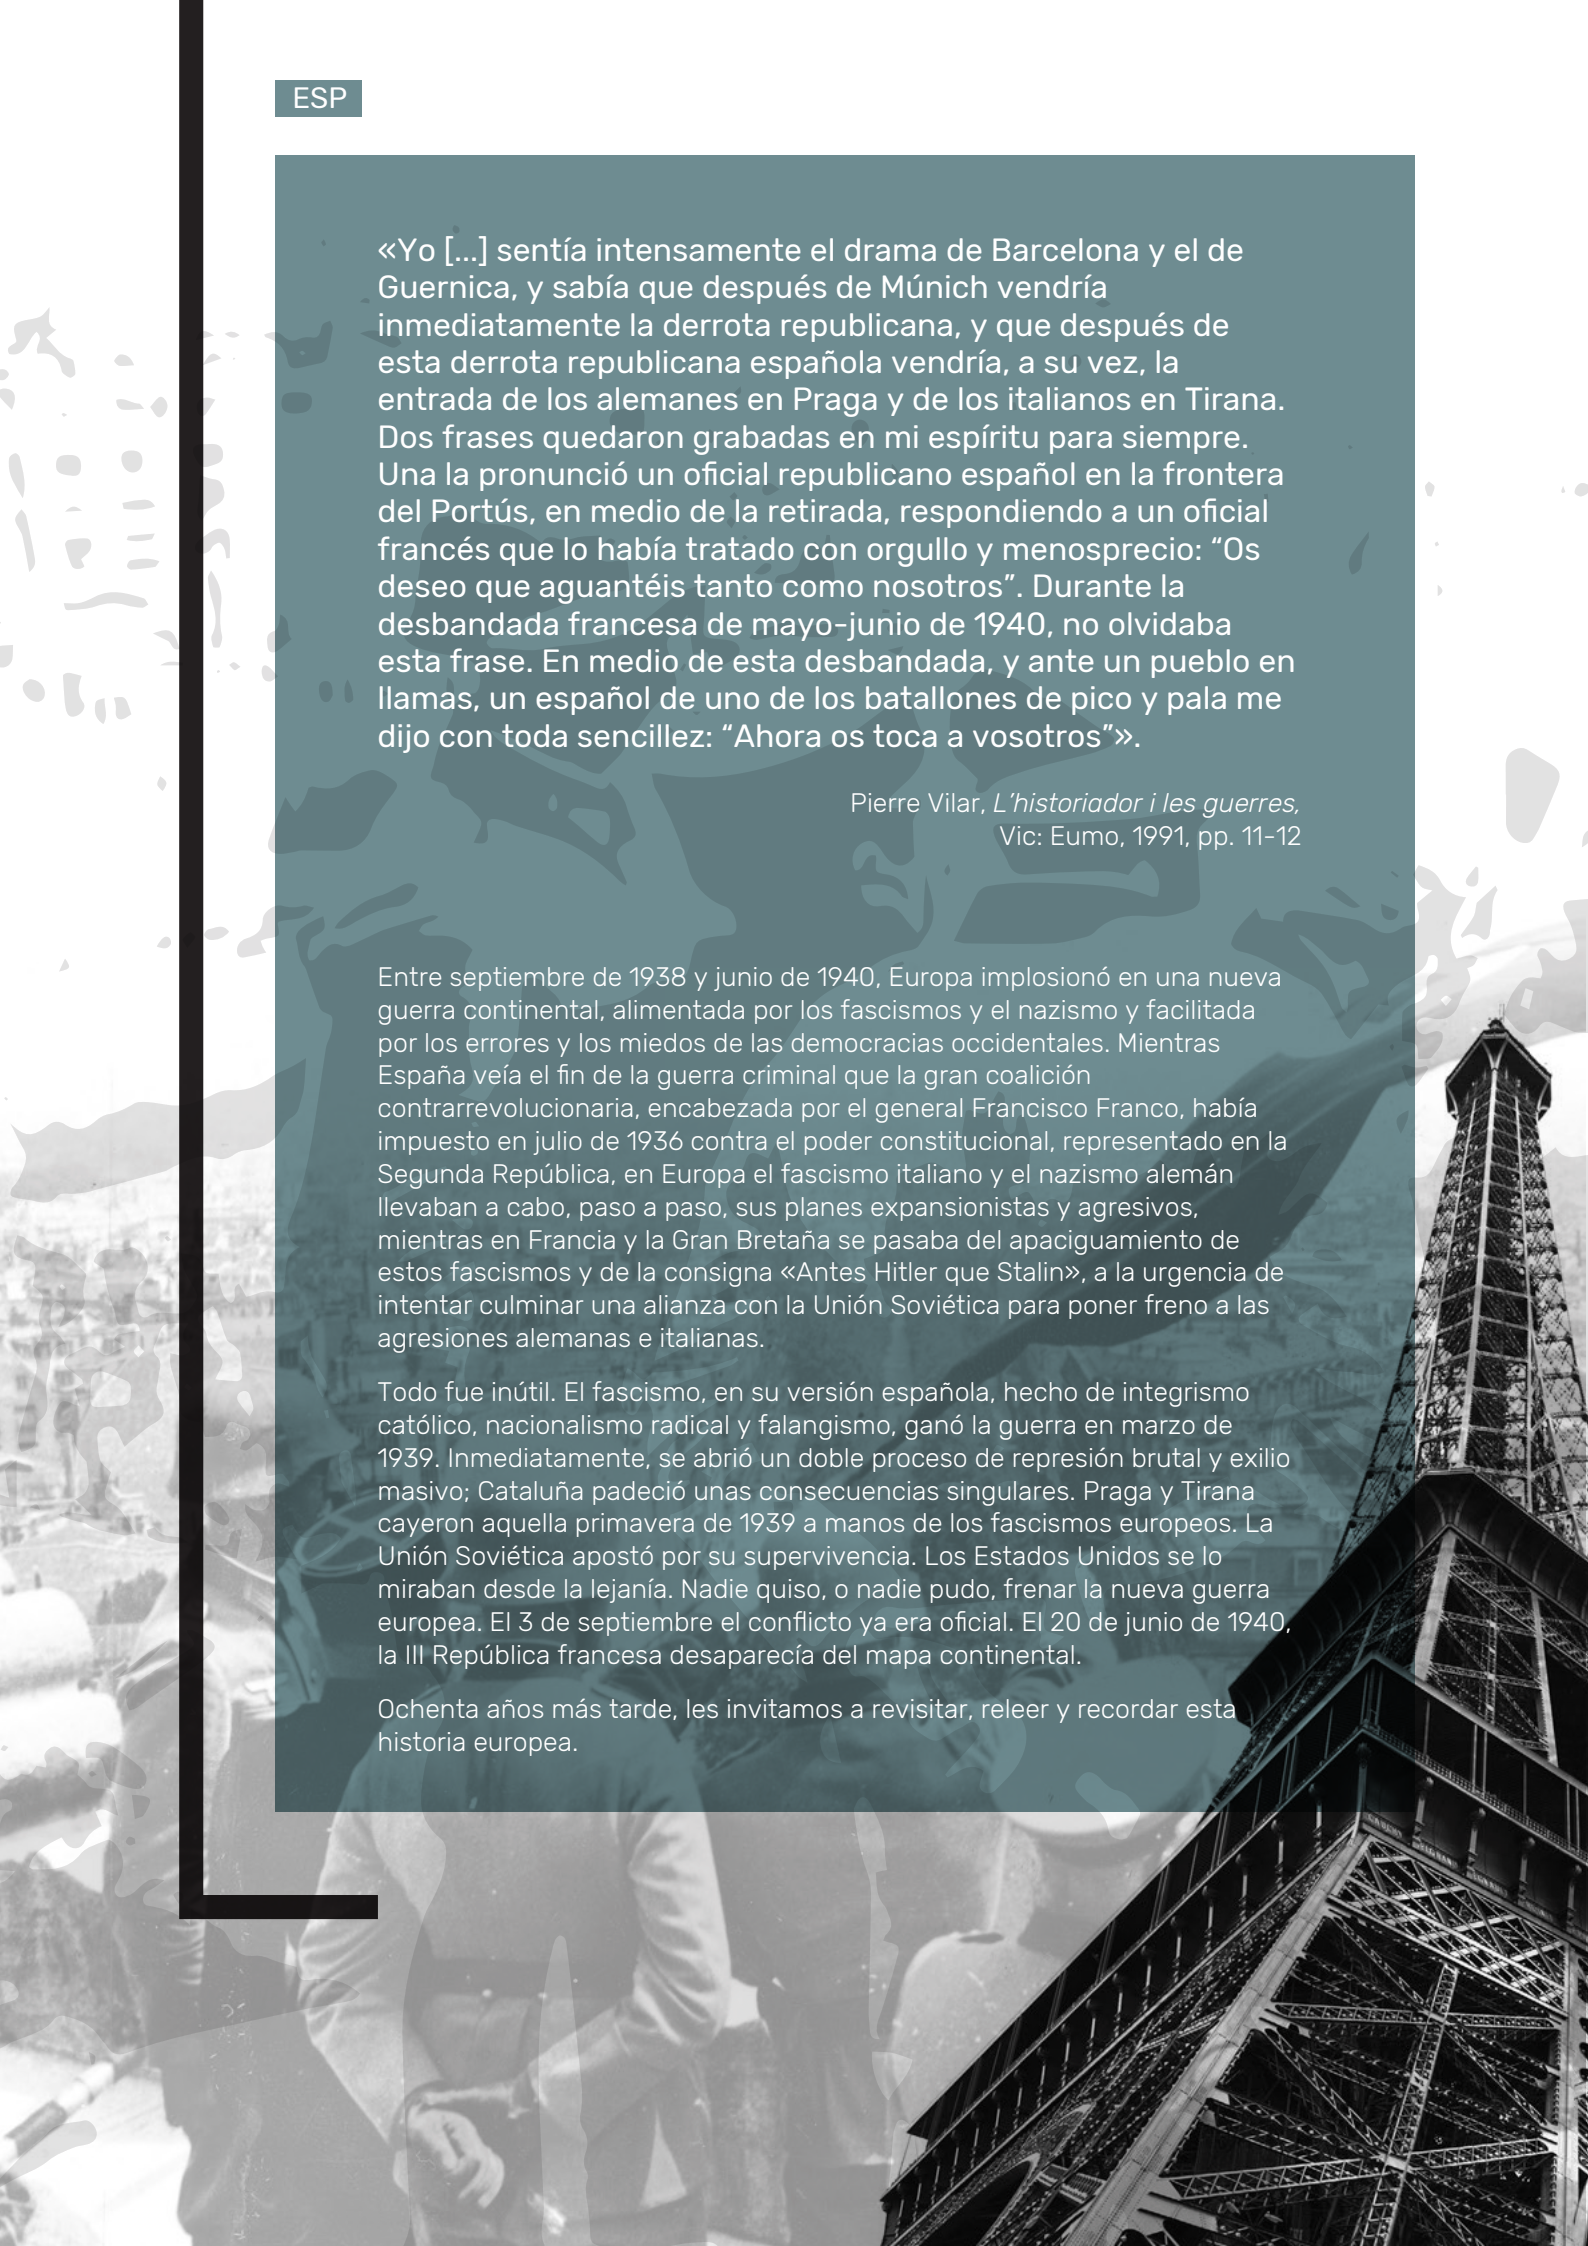 ESP
«Yo [...] sentía intensamente el drama de Barcelona y el de
Guernica, y sabía que después de Múnich vendría
inmediatamente la derrota republicana, y que después de
esta derrota republicana española vendría, a su vez, la
entrada de los alemanes en Praga y de los italianos en Tirana.
Dos frases quedaron grabadas en mi espíritu para siempre.
Una la pronunció un oficial republicano español en la frontera
del Portús, en medio de la retirada, respondiendo a un oficial
francés que lo había tratado con orgullo y menosprecio: “Os
deseo que aguantéis tanto como nosotros”. Durante la
desbandada francesa de mayo-junio de 1940, no olvidaba
esta frase. En medio de esta desbandada, y ante un pueblo en
llamas, un español de uno de los batallones de pico y pala me
dijo con toda sencillez: “Ahora os toca a vosotros”».
Pierre Vilar, L’historiador i les guerres,
Vic: Eumo, 1991, pp. 11-12
Entre septiembre de 1938 y junio de 1940, Europa implosionó en una nueva
guerra continental, alimentada por los fascismos y el nazismo y facilitada
por los errores y los miedos de las democracias occidentales. Mientras
España veía el fin de la guerra criminal que la gran coalición
contrarrevolucionaria, encabezada por el general Francisco Franco, había
impuesto en julio de 1936 contra el poder constitucional, representado en la
Segunda República, en Europa el fascismo italiano y el nazismo alemán
llevaban a cabo, paso a paso, sus planes expansionistas y agresivos,
mientras en Francia y la Gran Bretaña se pasaba del apaciguamiento de
estos fascismos y de la consigna «Antes Hitler que Stalin», a la urgencia de
intentar culminar una alianza con la Unión Soviética para poner freno a las
agresiones alemanas e italianas.
Todo fue inútil. El fascismo, en su versión española, hecho de integrismo
católico, nacionalismo radical y falangismo, ganó la guerra en marzo de
1939. Inmediatamente, se abrió un doble proceso de represión brutal y exilio
masivo; Cataluña padeció unas consecuencias singulares. Praga y Tirana
cayeron aquella primavera de 1939 a manos de los fascismos europeos. La
Unión Soviética apostó por su supervivencia. Los Estados Unidos se lo
miraban desde la lejanía. Nadie quiso, o nadie pudo, frenar la nueva guerra
europea. El 3 de septiembre el conflicto ya era oficial. El 20 de junio de 1940,
la III República francesa desaparecía del mapa continental.
Ochenta años más tarde, les invitamos a revisitar, releer y recordar esta
historia europea.